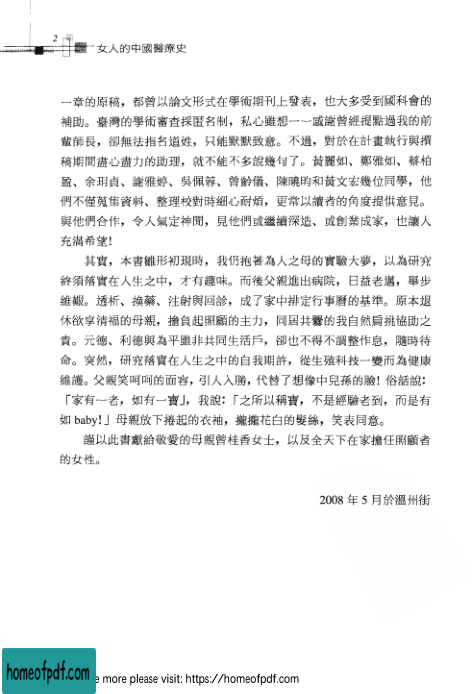 2
女人的中國醫療史
一章的原稿，都曾以論文形式在學術期刊上發表，也大多受到國科會的
補助。臺灣的學術審查採匿名制，私心雖想一一感謝曾經提點過我的前
輩師長，卻無法指名道姓，只能默默致意。不過，對於在計畫執行與撰
稿期間盡心盡力的助理，就不能不多說幾句了。黃麗如、鄭雅如、蔡柏
盈、余玥貞、謝雅婷、吳佩蓉、曾齡儀、陳曉昀和黃文宏幾位同學，他
們不僅蒐集資料、整理校對時細心耐煩，更常以讀者的角度提供意見。
與他們合作，令人氣定神閒，見他們或繼續深造、或創業成家，也讓人
充滿希望！
其實，本書雛形初現時，我仍抱著為人之母的實驗大夢，以為研究
終須落實在人生之中，才有趣味。而後父親進出病院，日益老邁，舉步
維艱。透析、換藥、注射與回診，成了家中排定行事曆的基準。原本退
休欲享清福的母親，擔負起照顧的主力，同居共爨的我自然肩挑協助之
責。元德、利德與為平雖非共同生活戶，卻也不得不調整作息，隨時待
命。突然，研究落實在人生之中的自我期許，從生殖科技一變而為健康
維護。父親笑呵呵的面容，引人入勝，代替了想像中兒孫的臉！俗話說：
「家有一老，如有一寶」，我說：「之所以稱寶，不是經驗老到，而是有
如 baby！」母親放下捲起的衣袖，攏攏花白的髮絲，笑表同意。
謹以此書獻給敬愛的母親曾桂香女士，以及全天下在家擔任照顧者
的女性。
2008 年 5 月於溫州街
homeofpdf.com
e more please visit: https://homeofpdf.com